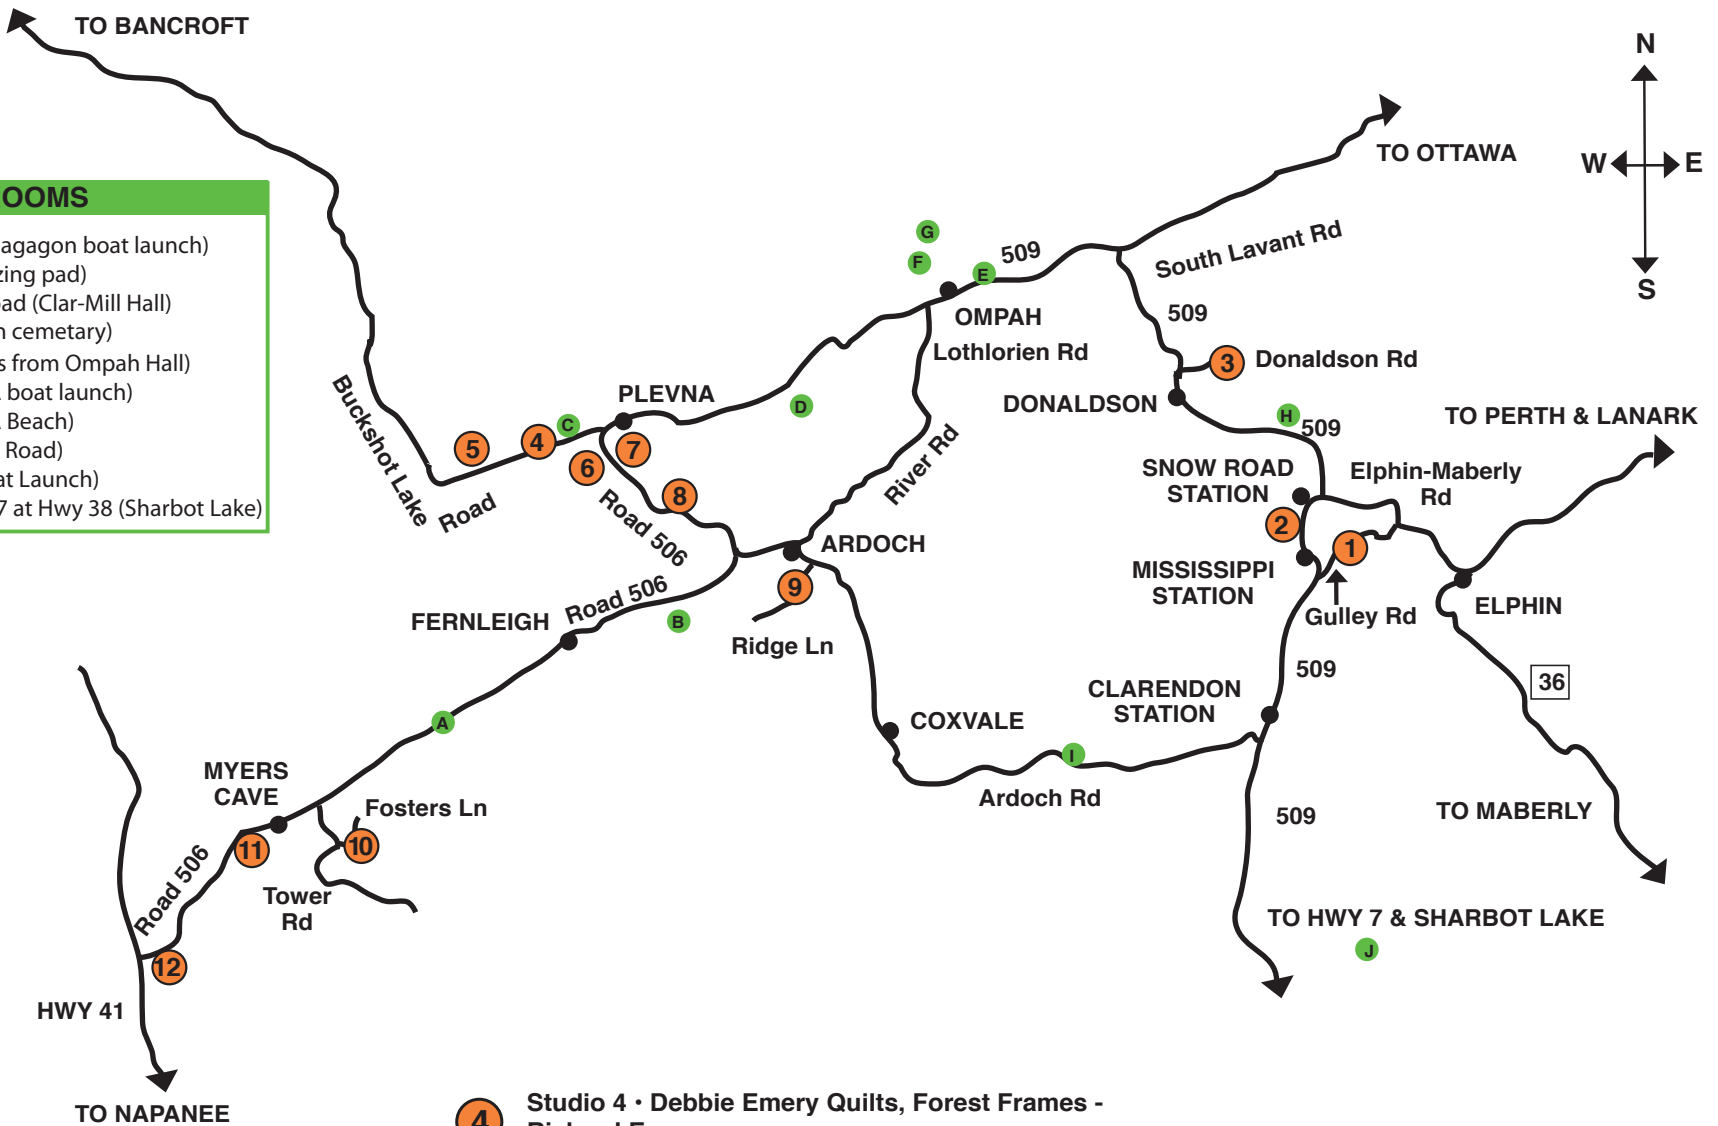 TO BANCROFT
N
W
E
S
TO OTTAWA
OOMS
agagon boat launch)
zing pad)
oad (Clar-Mill Hall)
n cemetary)
s from Ompah Hall)
boat launch)
Beach)
Road)
at Launch)
7 at Hwy 38 (Sharbot Lake)
G
F
E
509
South Lavant Rd
OMPAH
509
Lothlorien Rd
3
Donaldson Rd
PLEVNA
Buckshot Lake
Road
C
D
DONALDSON
H
509
TO PERTH & LANARK
5
4
7
6
8
River Rd
SNOW ROAD
STATION
Elphin-Maberly
Rd
Road 506
2
1
ARDOCH
MISSISSIPPI
STATION
9
Road 506
FERNLEIGH
B
Ridge Ln
Gulley Rd
ELPHIN
509
36
CLARENDON
STATION
COXVALE
A
I
MYERS
CAVE
Ardoch Rd
Fosters Ln
509
TO MABERLY
11
10
Road 506
Tower
Rd
TO HWY 7 & SHARBOT LAKE
J
12
HWY 41
TO NAPANEE
4
Studio 4 • Debbie Emery Quilts, Forest Frames -